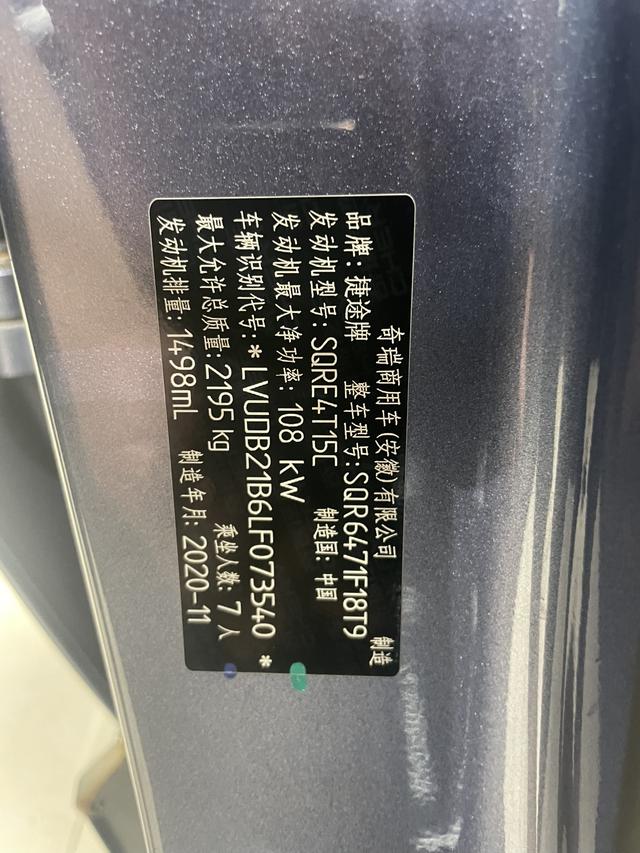 奇瑞商用车(安徽)有限公司 制造
品牌:捷途牌 整车型号:SQR6471F18T9
发动机型号:SQRE4T15C 制造国:中国
发动机最大净功率:108 kW
车辆识别代号:*LVUDB21B6LF073540*
最大允许总质量:2195 kg 乘坐人数:7人
发动机排量:1498mL 制造年月:2020-11